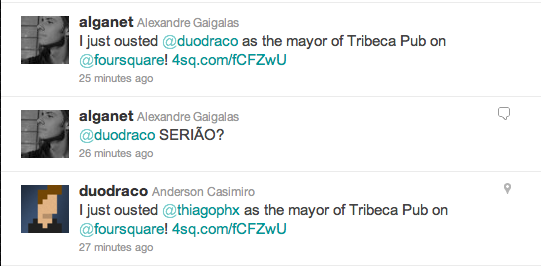 alganet Alexandre Gaigalas
I just ousted @duodraco as the mayor of Tribeca Pub on
@foursquare! 4sq.com/fCFZwU
25 minutes ago
alganet Alexandre Gaigalas
@duodraco SERIÃO?
26 minutes ago
duodraco Anderson Casimiro
I just ousted @thiagophx as the mayor of Tribeca Pub on
@foursquare! 4sq.com/fCFZwU
27 minutes ago